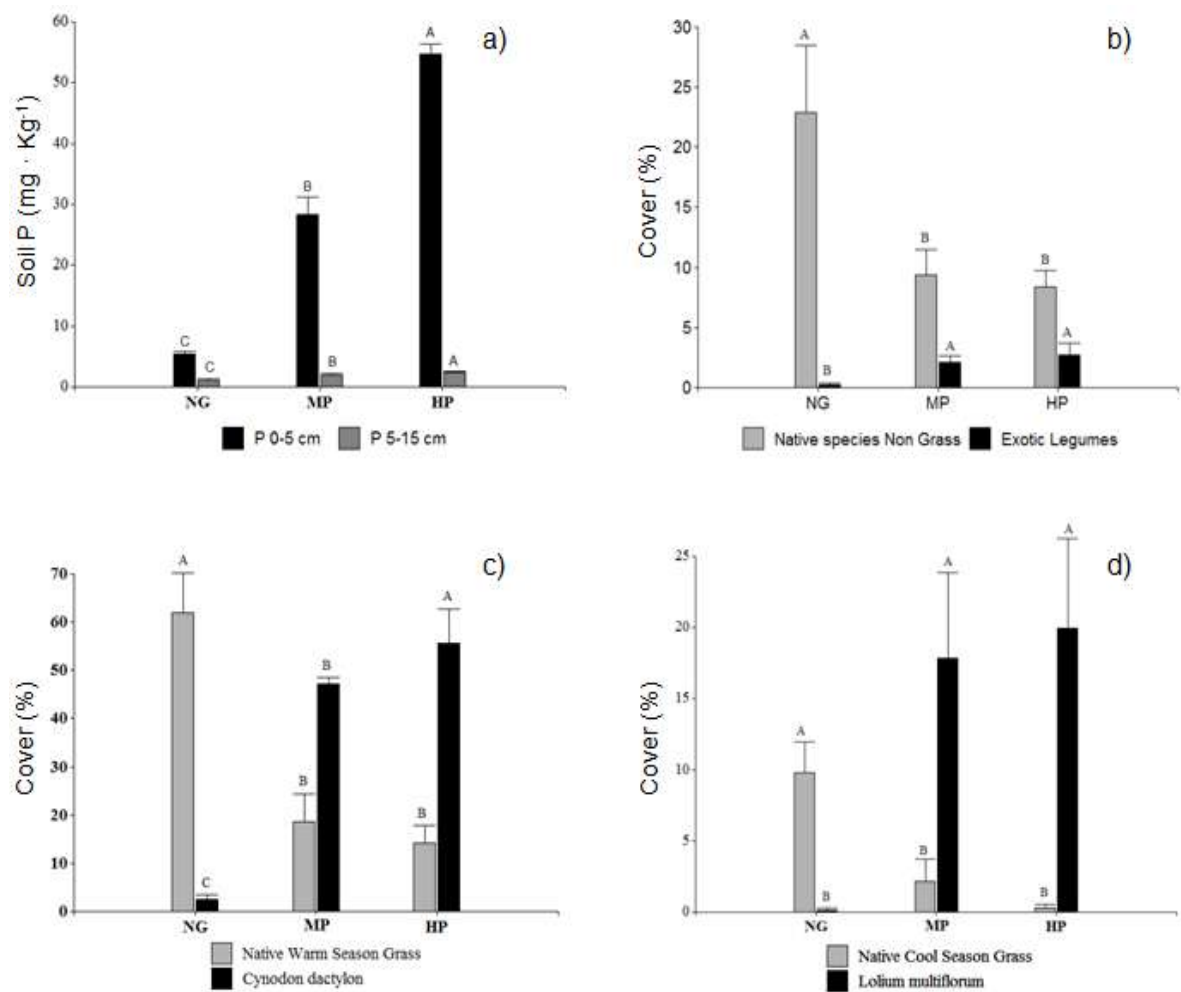 a)
Soil P (mg · Kg-1)
60
50
40
30
20
10
0
C
C
B
B
A
A
NG MP HP
P 0-5 cm P 5-15 cm
b)
Cover (%)
30
25
20
15
10
5
0
A
B
B
A
B
A
NG MP HP
Native species Non Grass Exotic Legumes
c)
Cover (%)
70
60
50
40
30
20
10
0
A
C
B
B
B
A
NG MP HP
Native Warm Season Grass
Cynodon dactylon
d)
Cover (%)
25
20
15
10
5
0
A
B
B
A
B
A
NG MP HP
Native Cool Season Grass
Lolium multiflorum